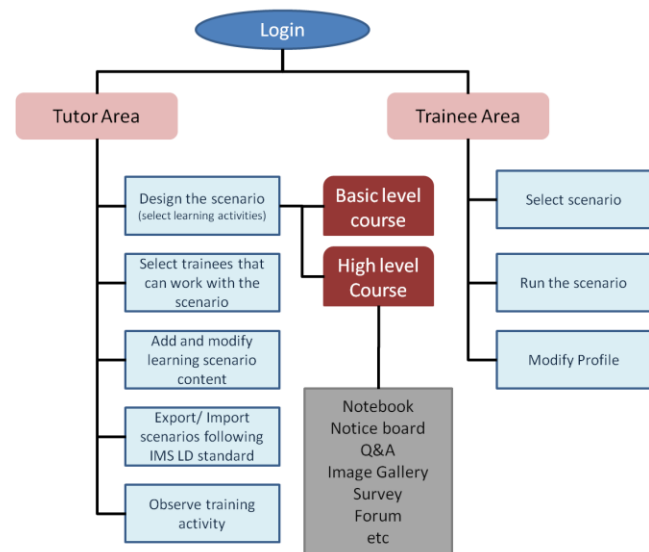 Login
Tutor Area
Trainee Area
Design the scenario
(select learning activities)
Basic level
course
Select scenario
Select trainees that
can work with the
scenario
High level
Course
Run the scenario
Add and modify
learning scenario
content
Modify Profile
Export/ Import
scenarios following
IMS LD standard
Observe training
activity
Notebook
Notice board
Q&A
Image Gallery
Survey
Forum
etc